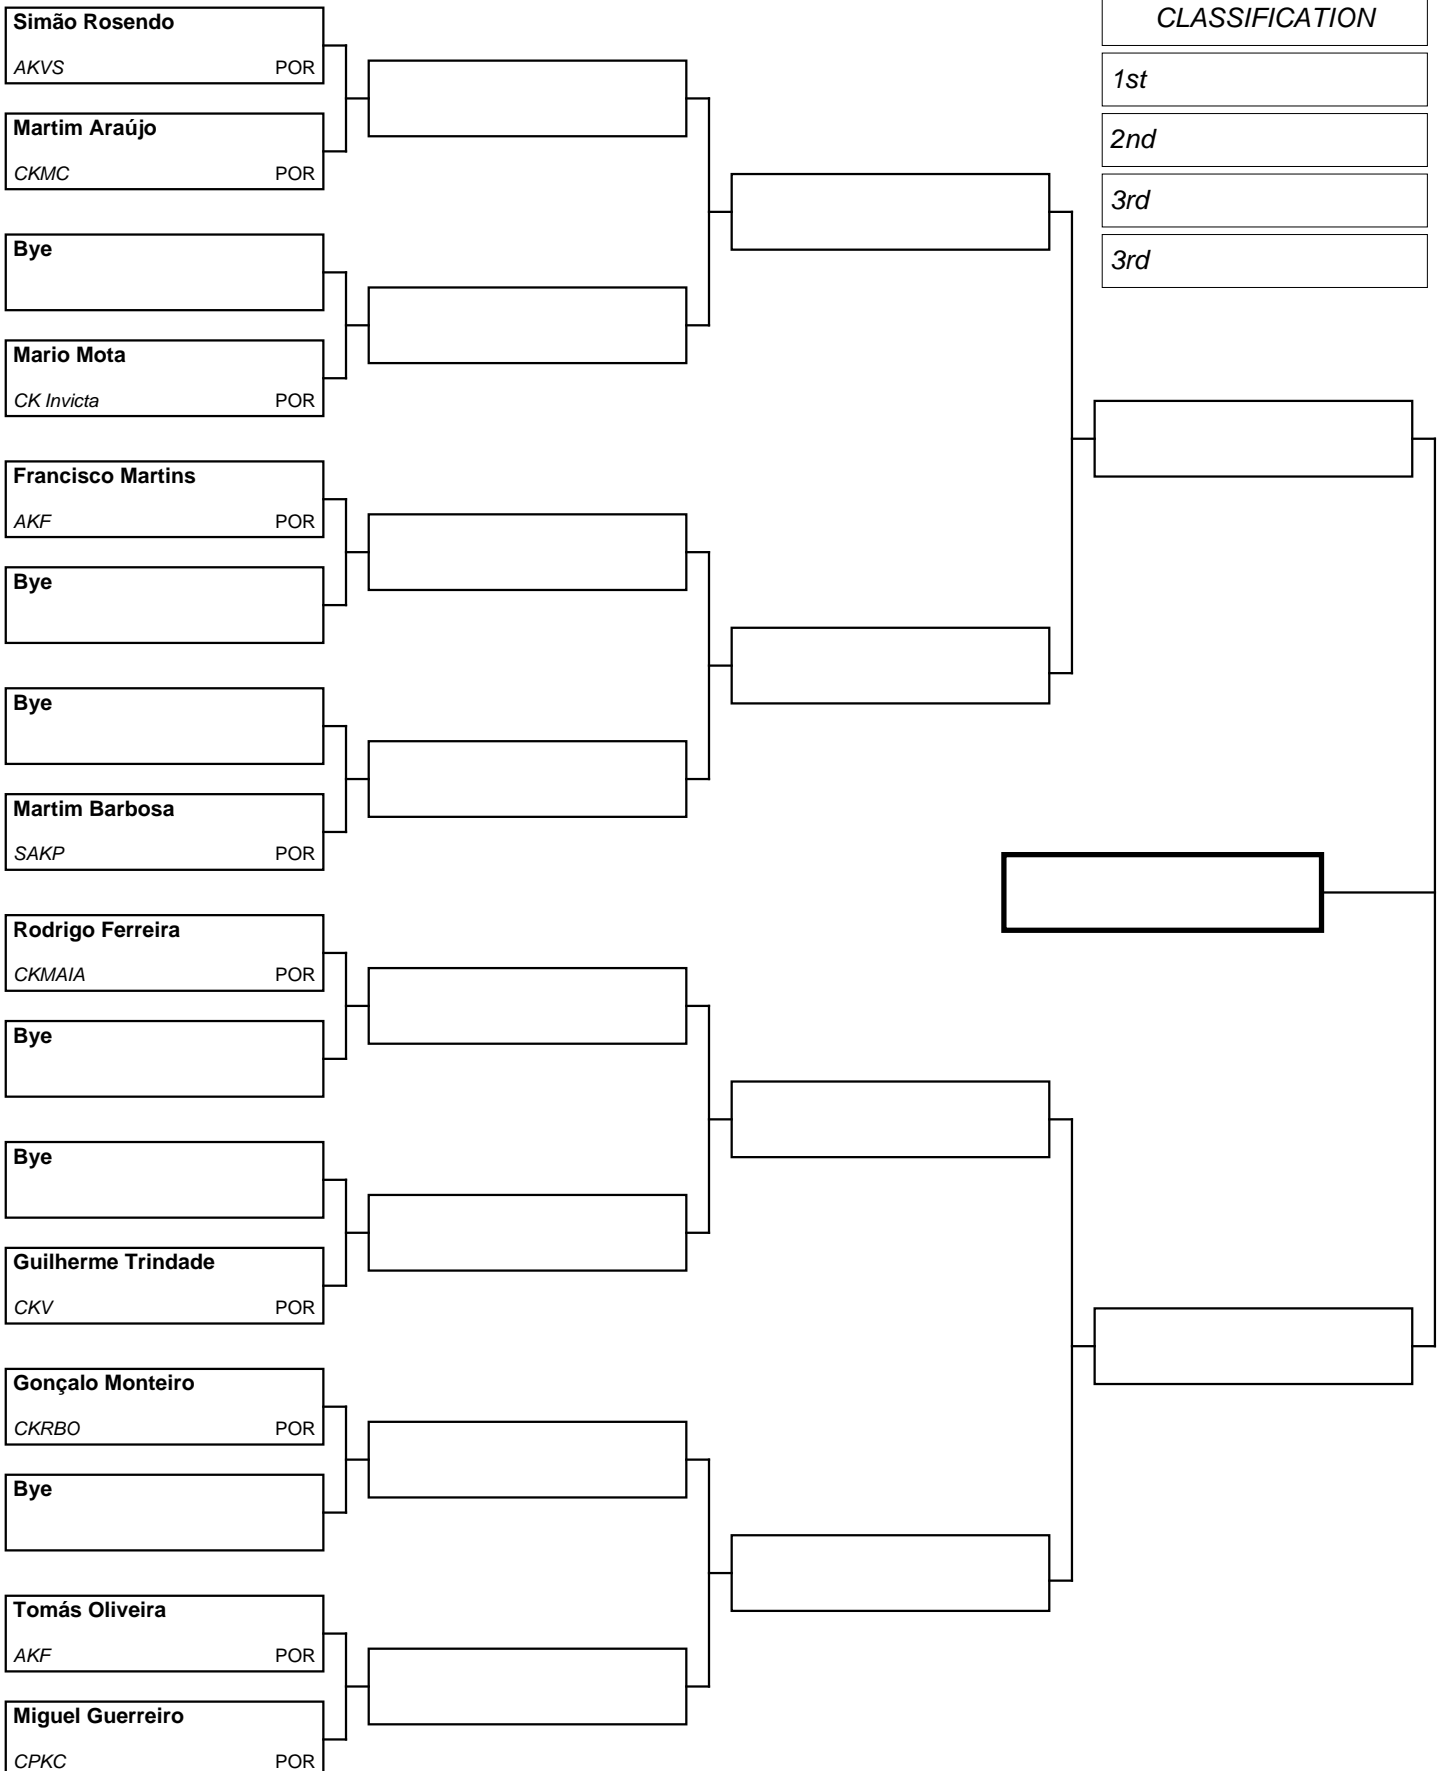 Simão Rosendo
AKVS POR
Martim Araújo
CKMC POR
Bye
Mario Mota
CK Invicta POR
Francisco Martins
AKF POR
Bye
Bye
Martim Barbosa
SAKP POR
Rodrigo Ferreira
CKMAIA POR
Bye
Bye
Guilherme Trindade
CKV POR
Gonçalo Monteiro
CKRBO POR
Bye
Tomás Oliveira
AKF POR
Miguel Guerreiro
CPKC POR
CLASSIFICATION
1st
2nd
3rd
3rd